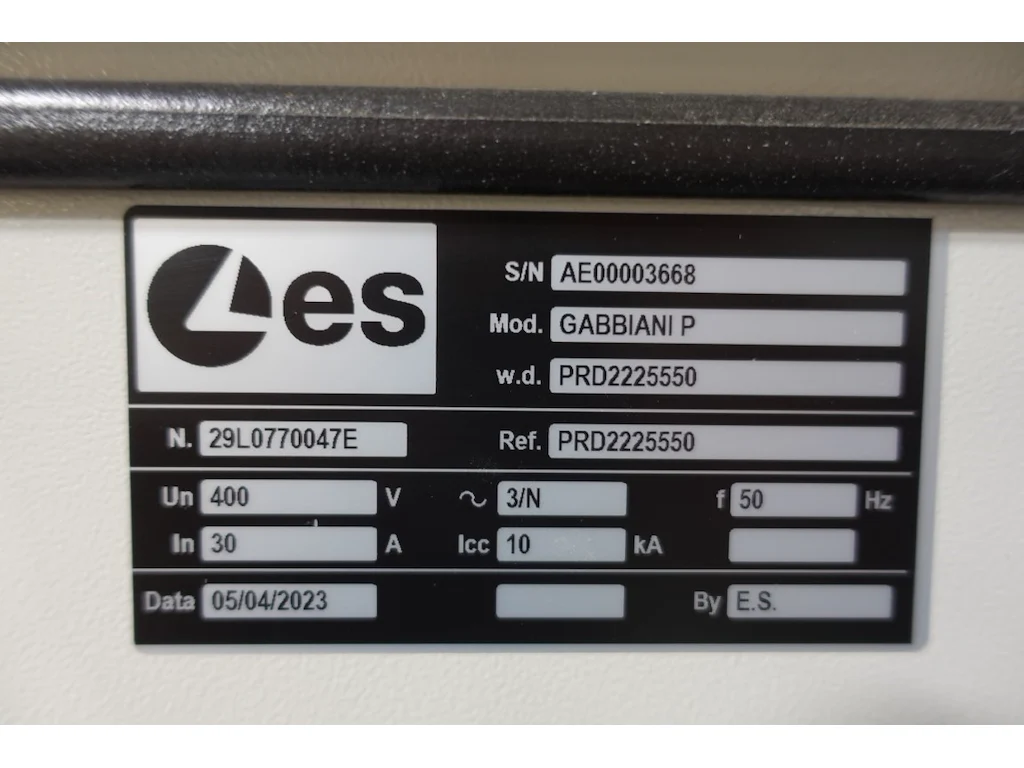 es
S/N AE00003668
Mod. GABBIANI P
w.d. PRD2225550
N. 29L0770047E Ref. PRD2225550
Un 400 V ~ 3/N f 50 Hz
In 30 A Icc 10 kA
Data 05/04/2023 By E.S.